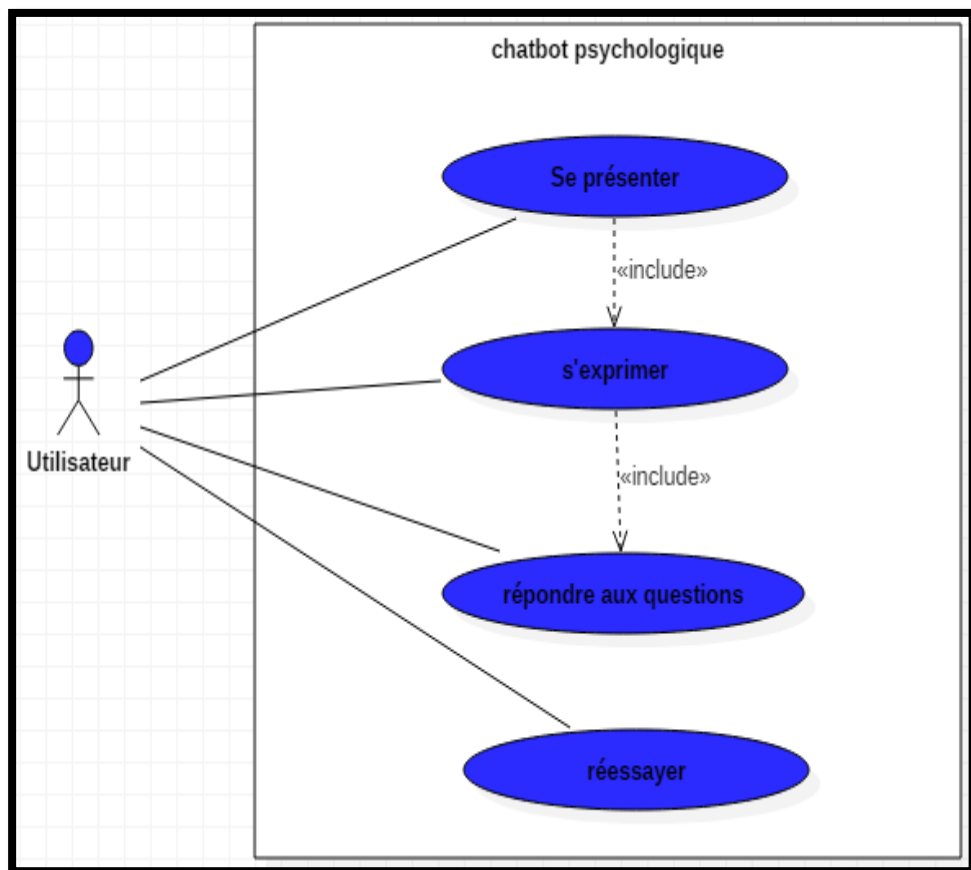 chatbot psychologique
Se présenter
«include»
s'exprimer
Utilisateur
«include»
répondre aux questions
réessayer